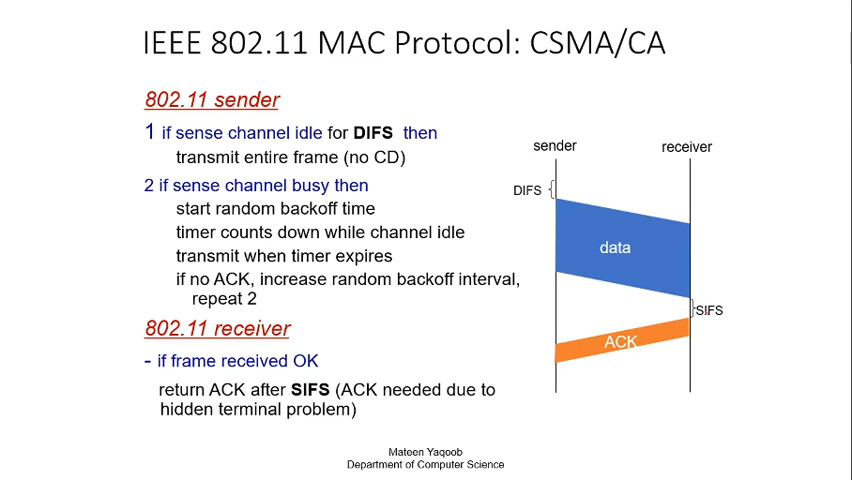 IEEE 802.11 MAC Protocol: CSMA/CA
802.11 sender
1 if sense channel idle for DIFS then
transmit entire frame (no CD)
2 if sense channel busy then
start random backoff time
timer counts down while channel idle
transmit when timer expires
if no ACK, increase random backoff interval,
repeat 2
802.11 receiver
- if frame received OK
return ACK after SIFS (ACK needed due to
hidden terminal problem)
sender
receiver
DIFS
data
SIFS
ACK
Mateen Yaqoob
Department of Computer Science